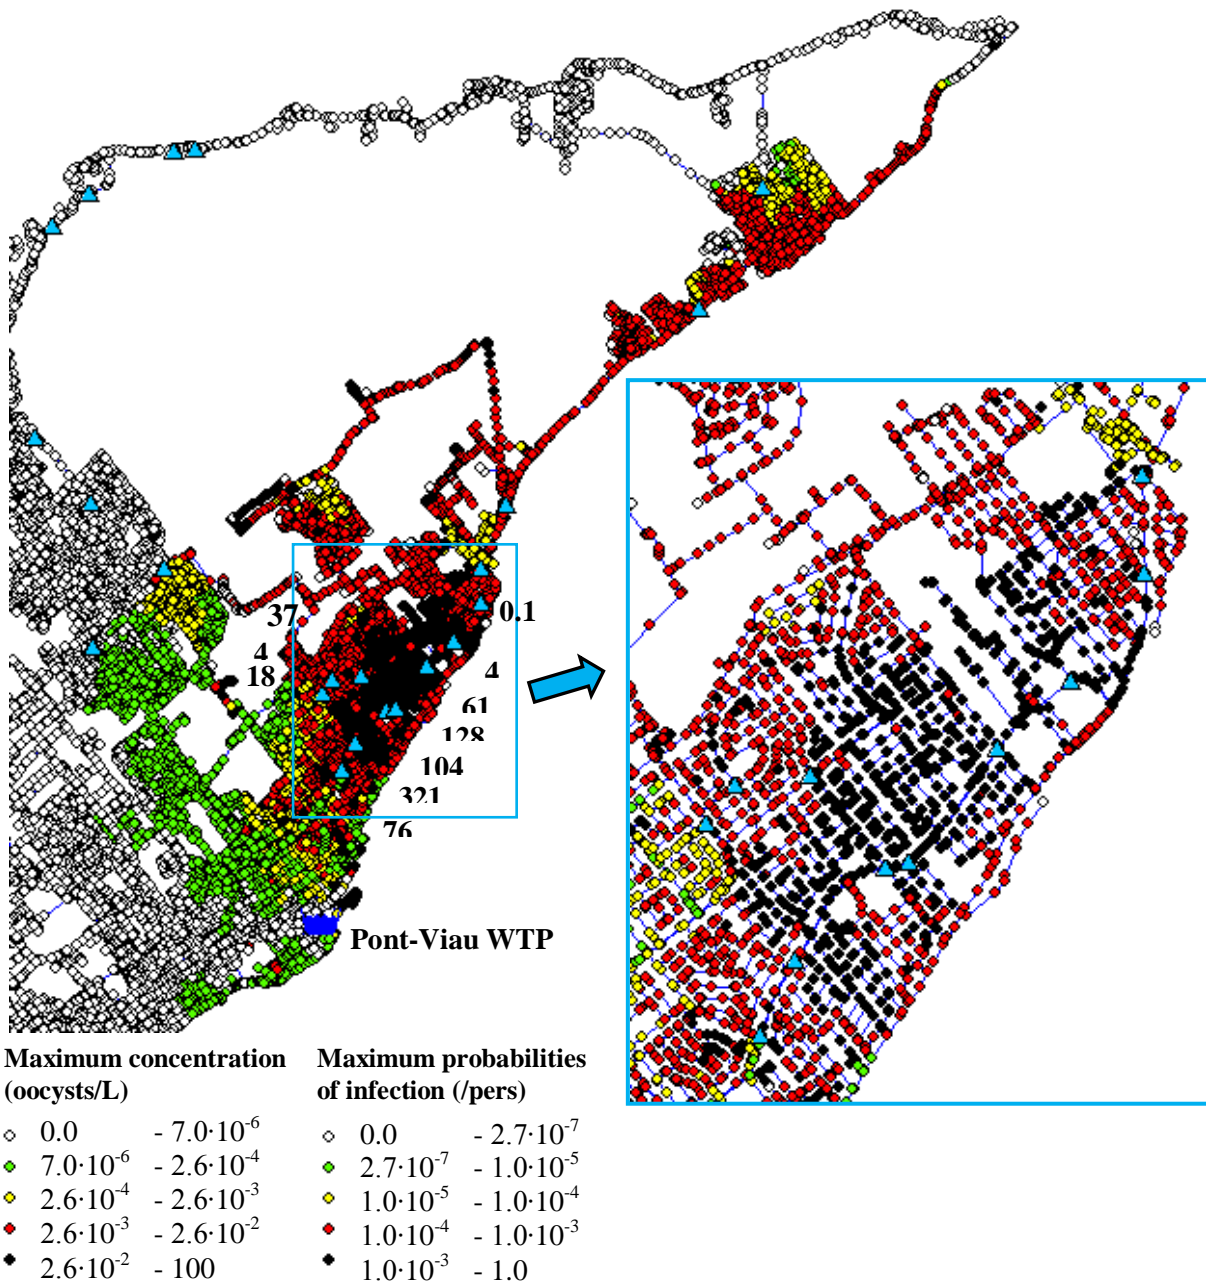 37
0.1
4
18
4
61
128
104
321
76
Pont-Viau WTP
Maximum concentration
(oocysts/L)
0.0 - 7.0·10⁻⁶
7.0·10⁻⁶ - 2.6·10⁻⁴
2.6·10⁻⁴ - 2.6·10⁻³
2.6·10⁻³ - 2.6·10⁻²
2.6·10⁻² - 100
Maximum probabilities
of infection (/pers)
0.0 - 2.7·10⁻⁷
2.7·10⁻⁷ - 1.0·10⁻⁵
1.0·10⁻⁵ - 1.0·10⁻⁴
1.0·10⁻⁴ - 1.0·10⁻³
1.0·10⁻³ - 1.0